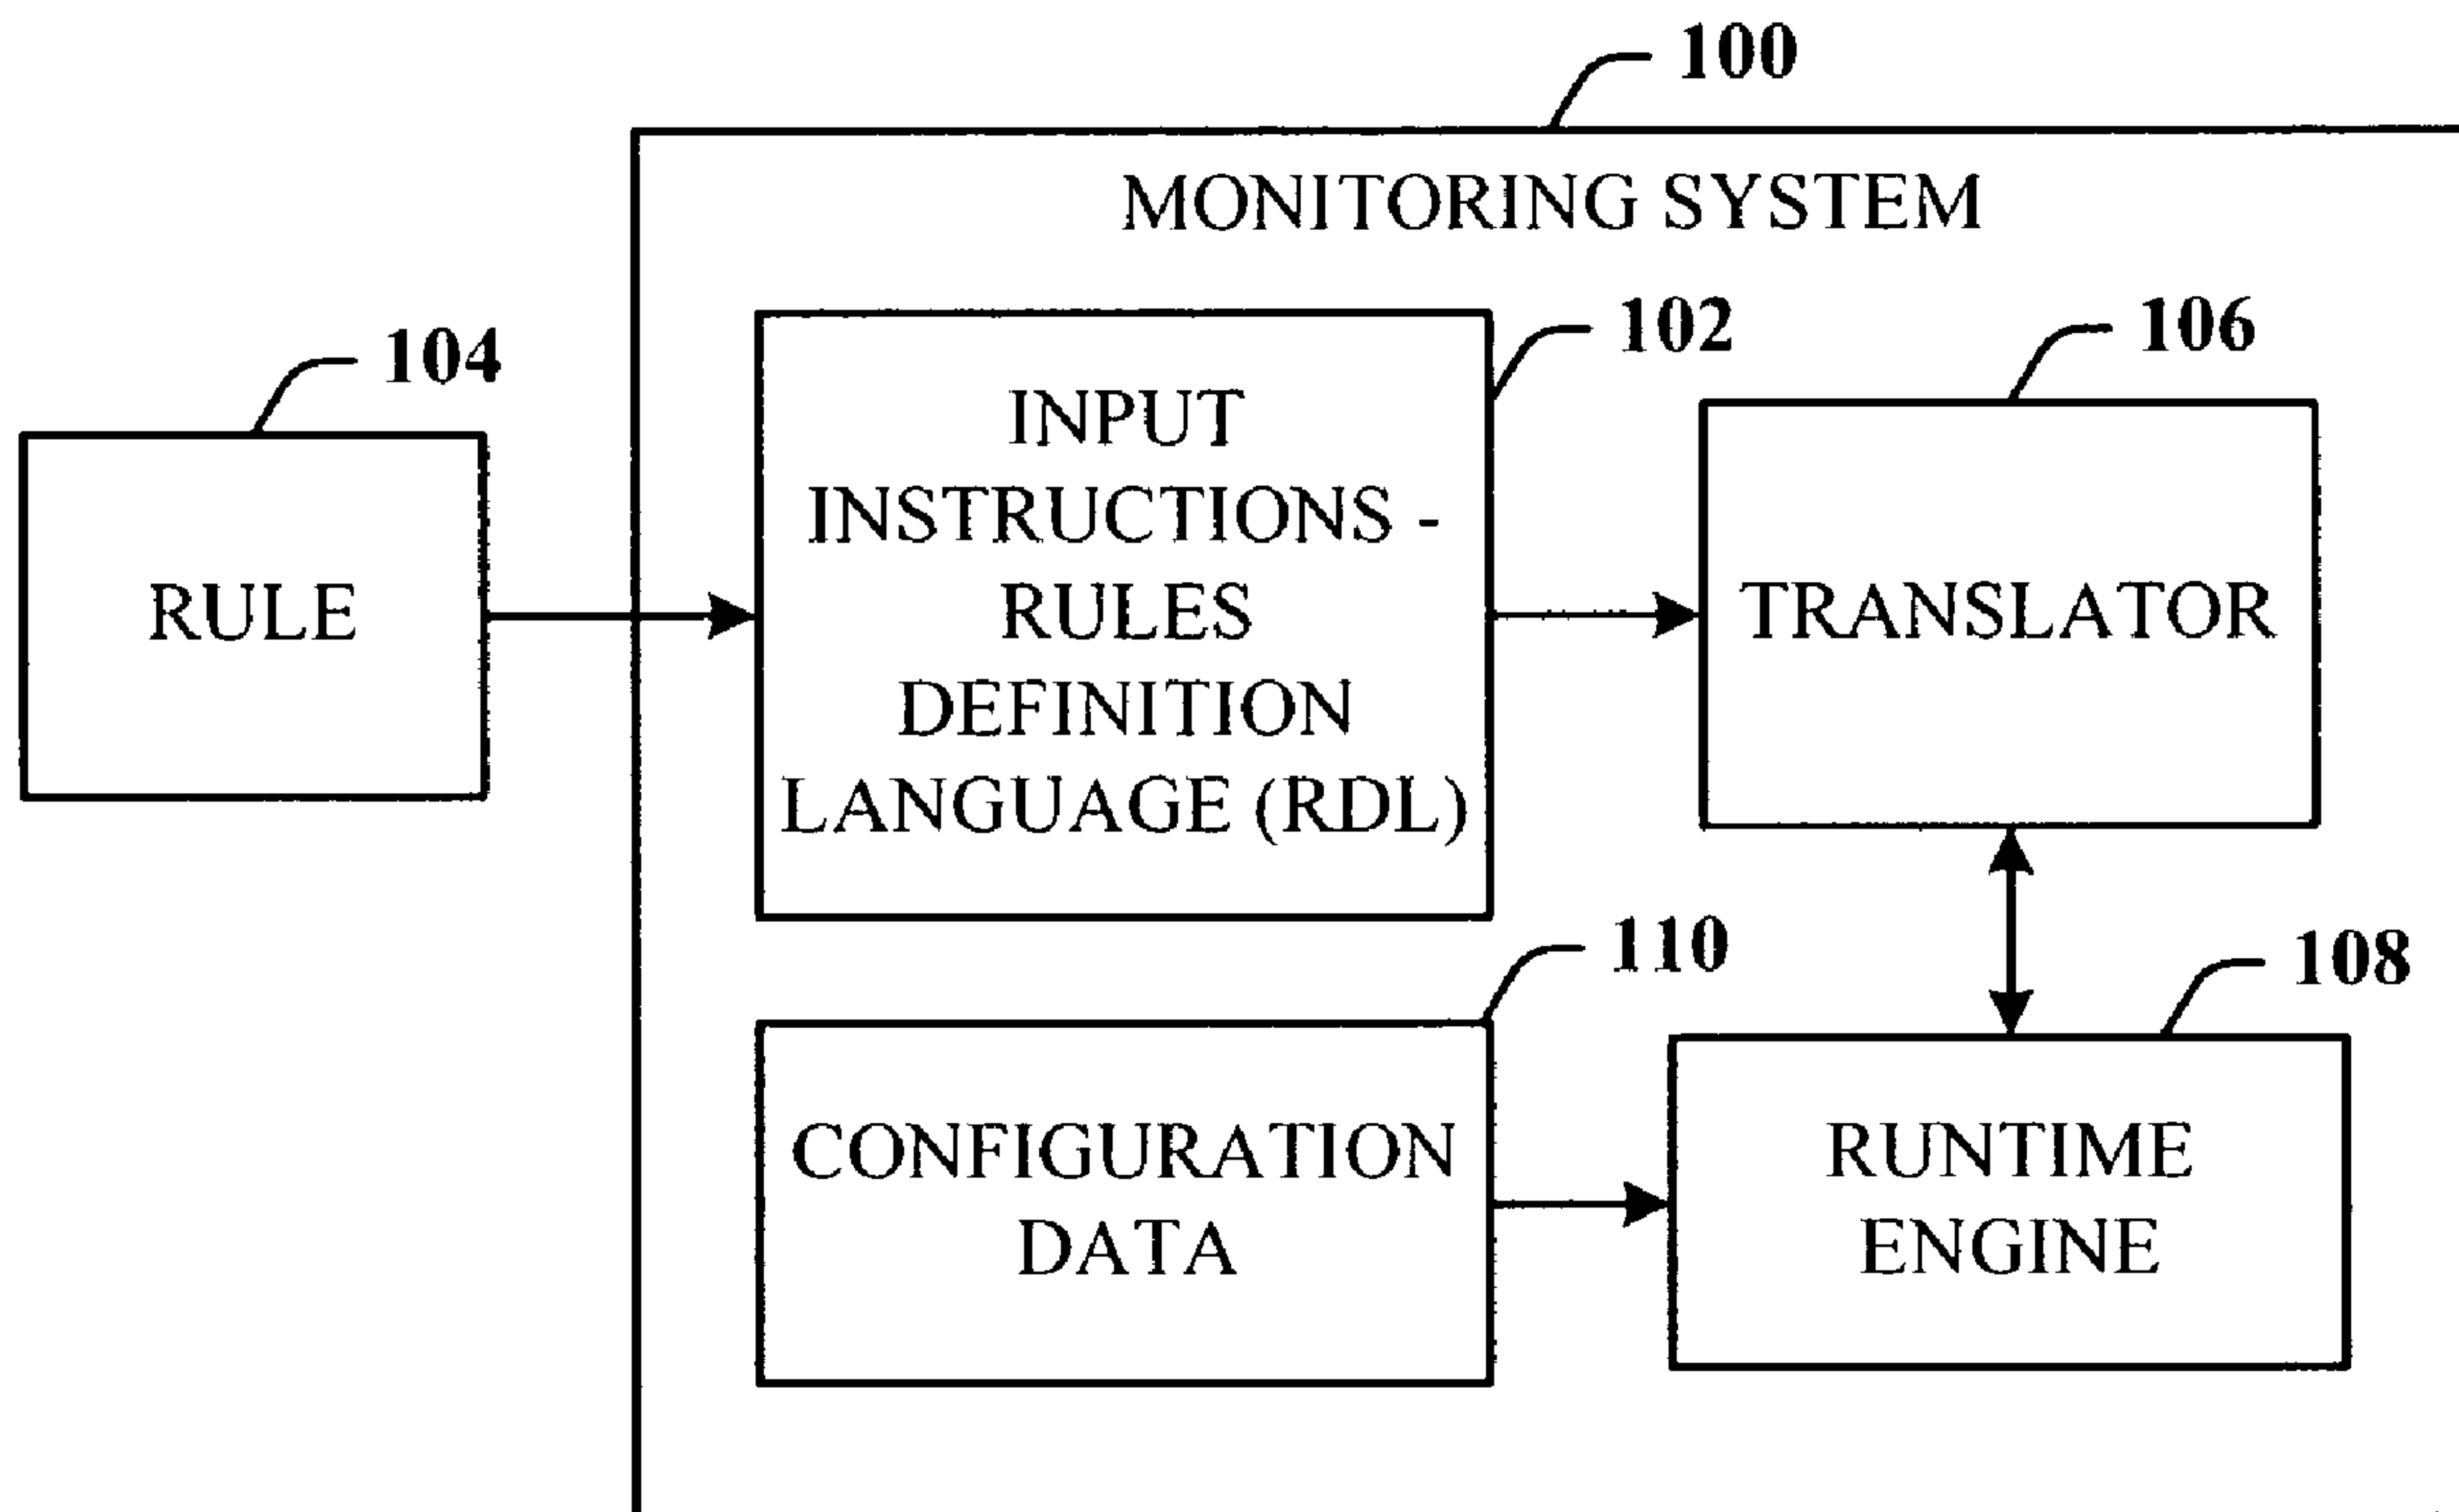 100
MONITORING SYSTEM
104
102
106
RULE
INPUT
INSTRUCTIONS -
RULES
DEFINITION
LANGUAGE (RDL)
TRANSLATOR
110
108
CONFIGURATION
DATA
RUNTIME
ENGINE